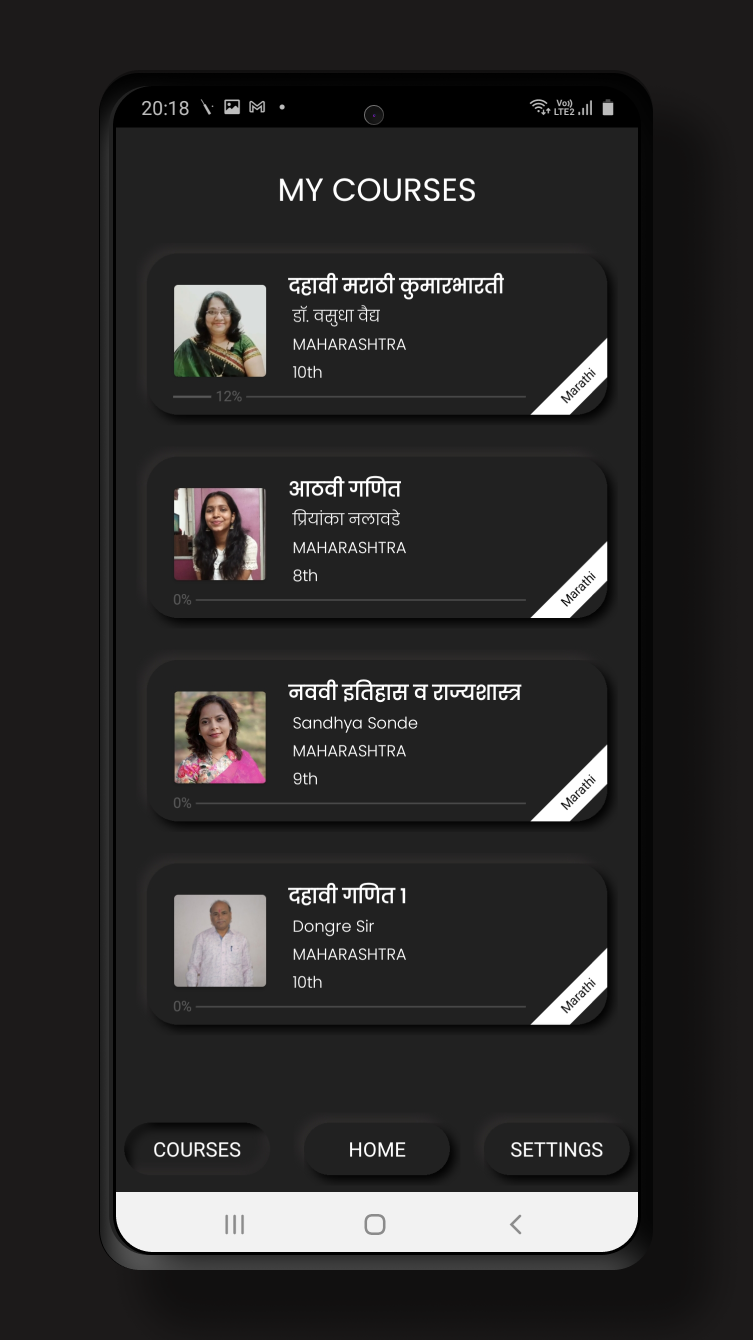 20:18
Vo))
LTE2
MY COURSES
दहावी मराठी कुमारभारती
डॉ. वसुधा वैद्य
MAHARASHTRA
10th
12%
Marathi
आठवी गणित
प्रियांका नलावडे
MAHARASHTRA
8th
0%
Marathi
नववी इतिहास व राज्यशास्त्र
Sandhya Sonde
MAHARASHTRA
9th
0%
Marathi
दहावी गणित 1
Dongre Sir
MAHARASHTRA
10th
0%
Marathi
COURSES HOME SETTINGS